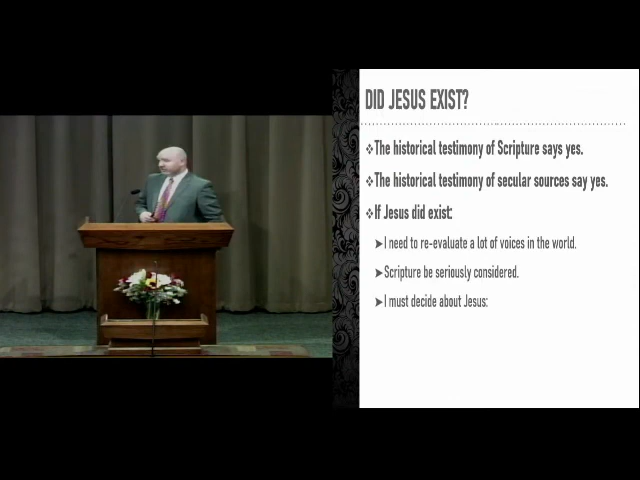 DID JESUS EXIST?
❖The historical testimony of Scripture says yes.
❖The historical testimony of secular sources say yes.
❖If Jesus did exist:
➤I need to re-evaluate a lot of voices in the world.
➤Scripture be seriously considered.
➤I must decide about Jesus: